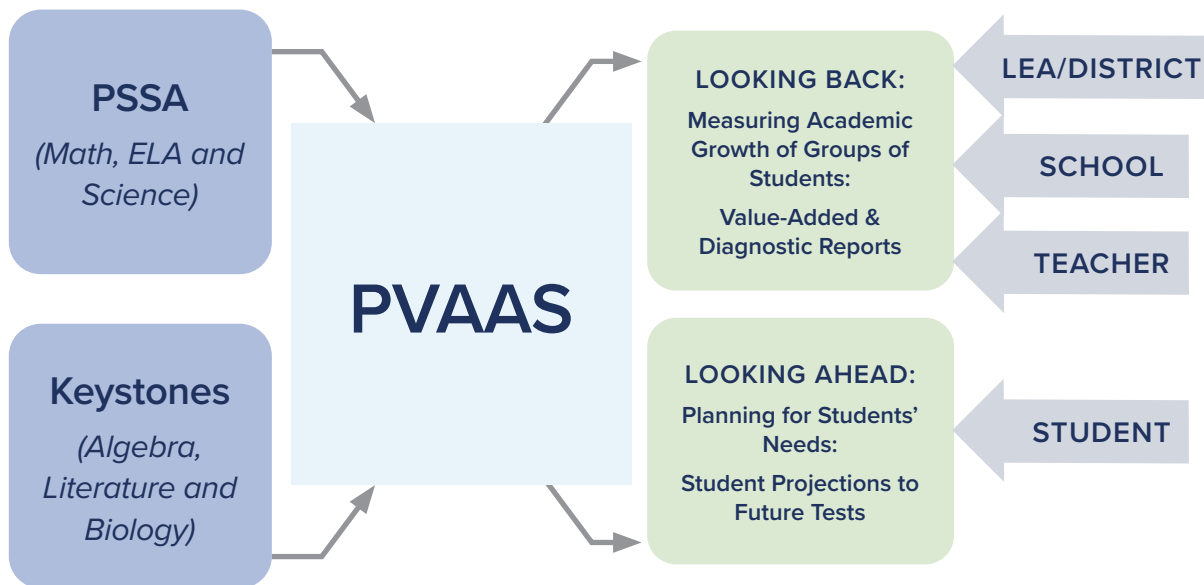 PSSA
(Math, ELA and
Science)
Keystones
(Algebra,
Literature and
Biology)
PVAAS
LOOKING BACK:
Measuring Academic
Growth of Groups of
Students:
Value-Added &
Diagnostic Reports
LEA/DISTRICT
SCHOOL
TEACHER
LOOKING AHEAD:
Planning for Students’
Needs:
Student Projections to
Future Tests
STUDENT